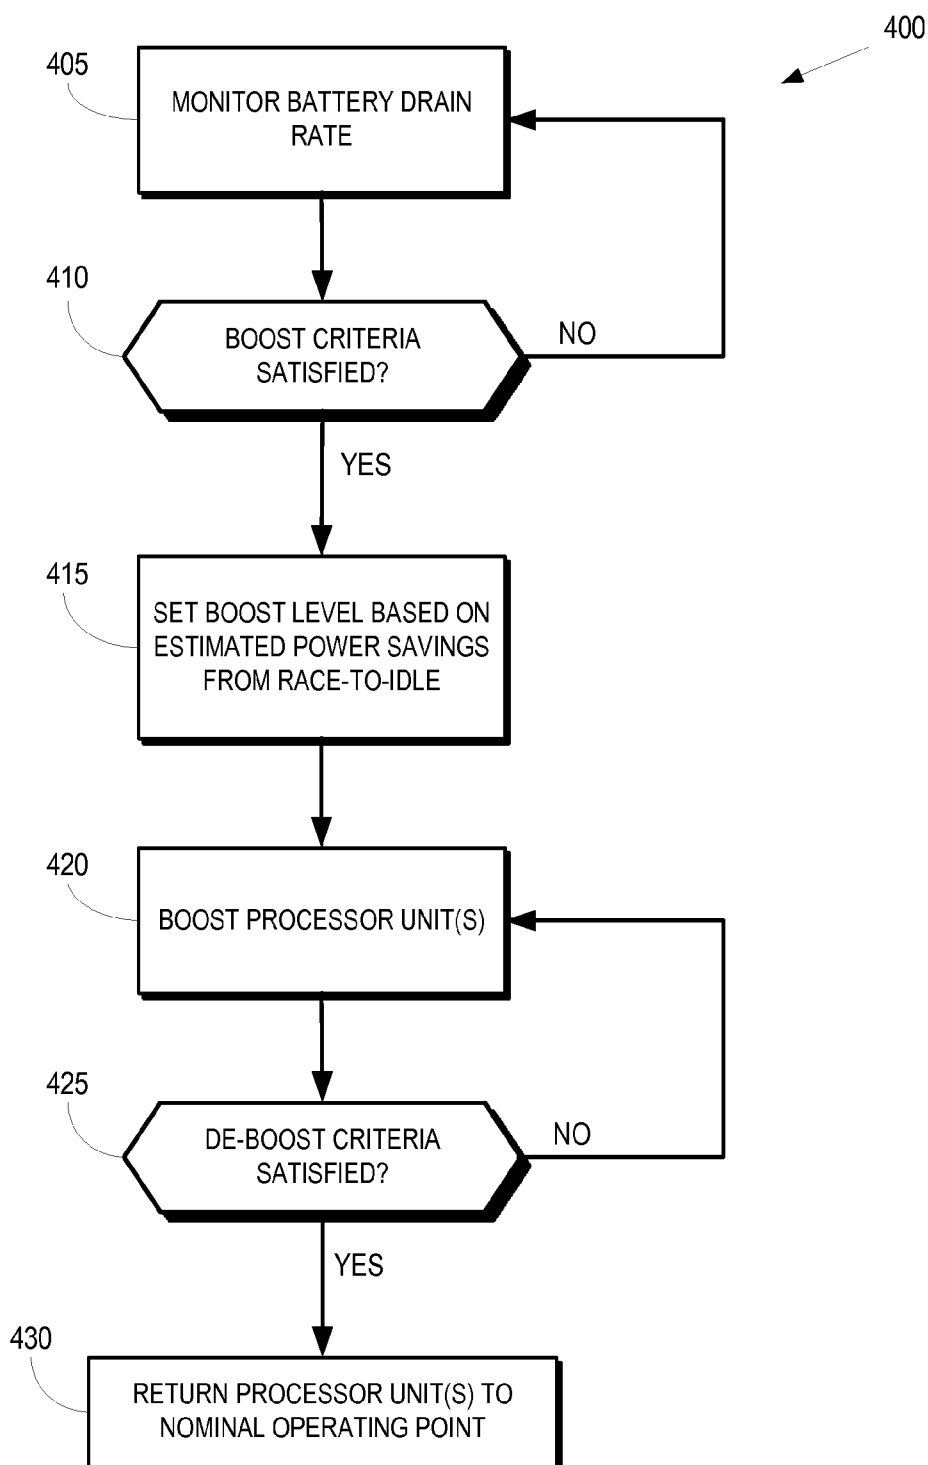 400
405
MONITOR BATTERY DRAIN
RATE
410
BOOST CRITERIA
SATISFIED?
NO
YES
415
SET BOOST LEVEL BASED ON
ESTIMATED POWER SAVINGS
FROM RACE-TO-IDLE
420
BOOST PROCESSOR UNIT(S)
425
DE-BOOST CRITERIA
SATISFIED?
NO
YES
430
RETURN PROCESSOR UNIT(S) TO
NOMINAL OPERATING POINT